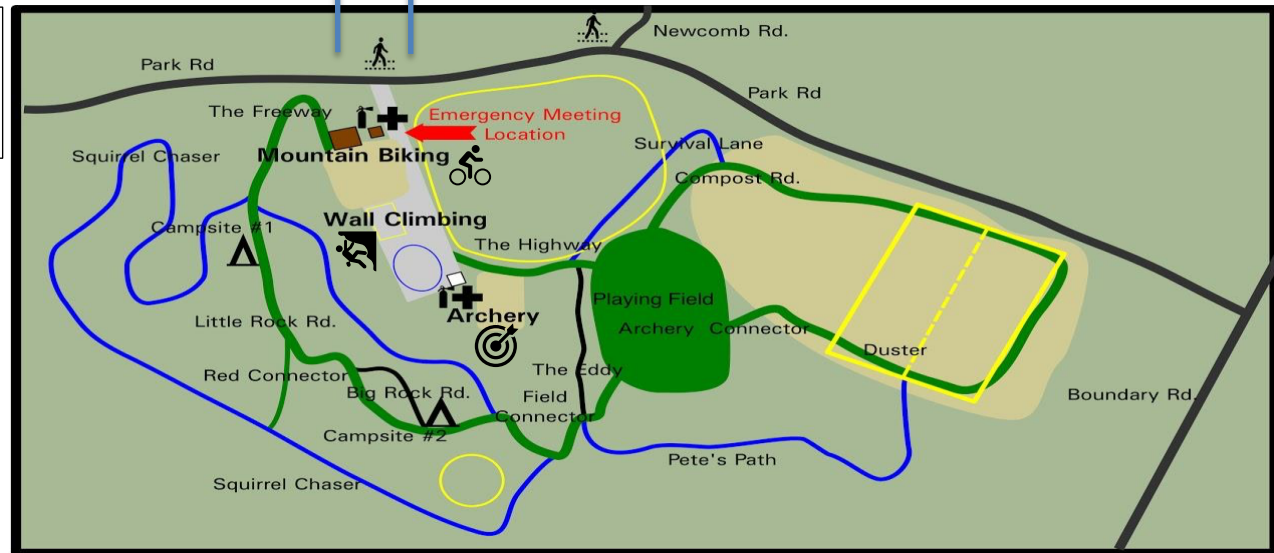 Newcomb Rd.
Park Rd
Park Rd
The Freeway
Emergency Meeting
Location
Squirrel Chaser
Mountain Biking
Survival Lane
Compost Rd.
Campsite #1
Wall Climbing
The Highway
Playing Field
Little Rock Rd.
Archery
Archery Connector
Duster
Red Connector
The Eddy
Big Rock Rd.
Field
Connector
Boundary Rd.
Campsite #2
Pete's Path
Squirrel Chaser